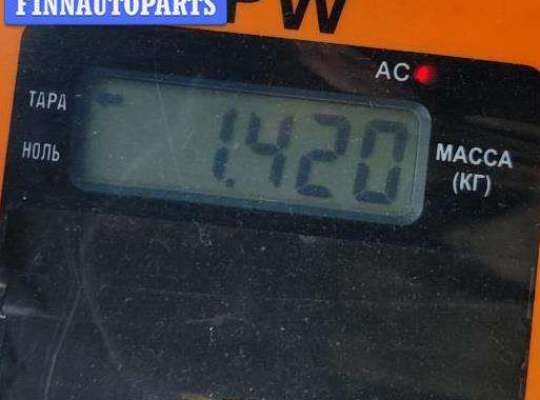 FINNAUTOPARTS
PW
AC
ТАРА
НОЛЬ
1.420
МАССА
(КГ)